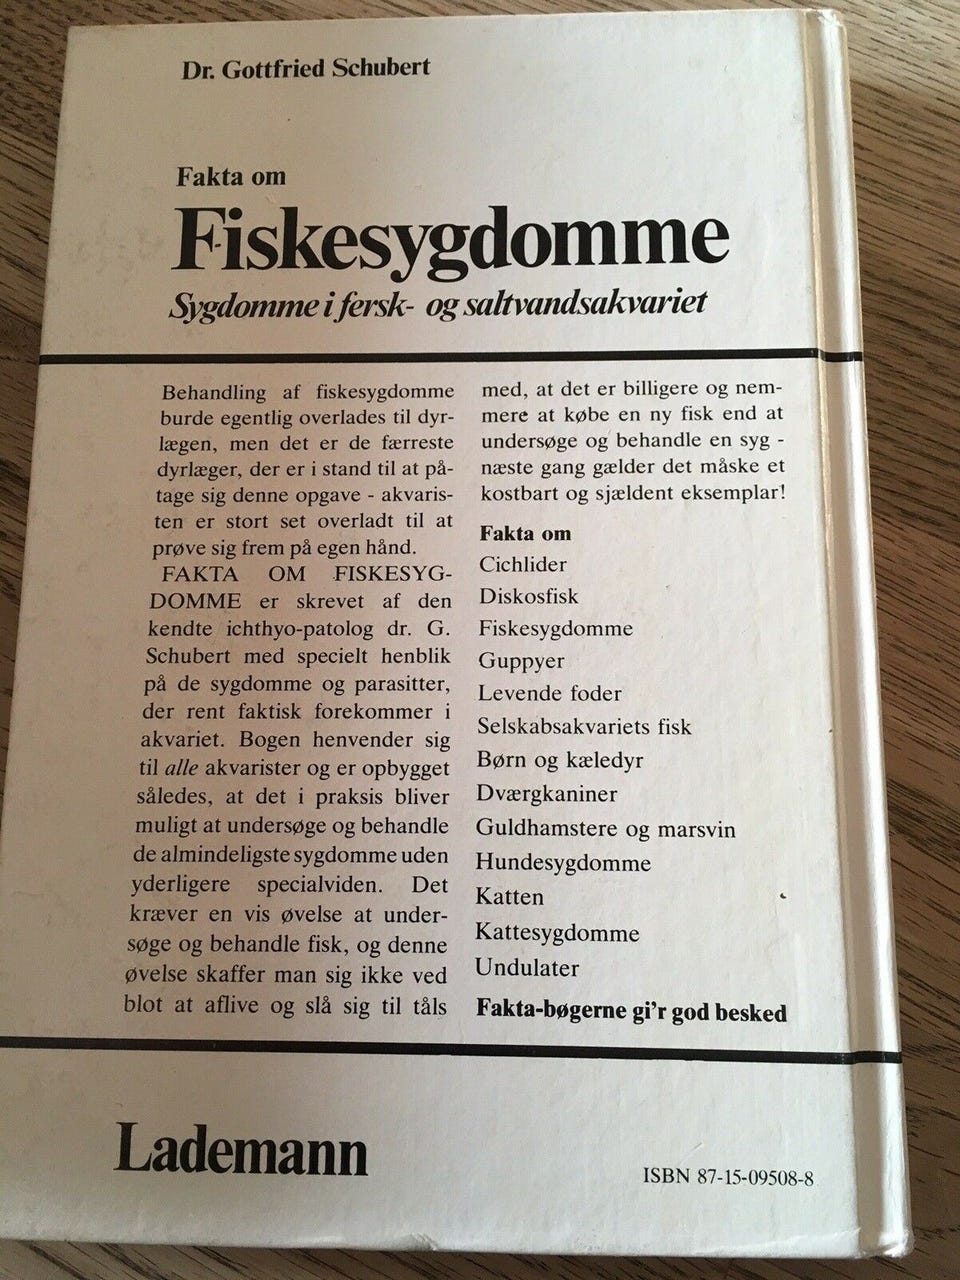 Dr. Gottfried Schubert
Fakta om
Fiskesygdomme
Sygdomme i fersk- og saltvandsakvariet
Behandling af fiskesygdomme
burde egentlig overlades til dyr-
lægen, men det er de færreste
dyrlæger, der er i stand til at på-
tage sig denne opgave - akvaris-
ten er stort set overladt til at
prøve sig frem på egen hånd.
FAKTA OM FISKESYG-
DOMME er skrevet af den
kendte ichthyo-patolog dr. G.
Schubert med specielt henblik
på de sygdomme og parasitter,
der rent faktisk forekommer i
akvariet. Bogen henvender sig
til alle akvarister og er opbygget
således, at det i praksis bliver
muligt at undersøge og behandle
de almindeligste sygdomme uden
yderligere specialviden. Det
kræver en vis øvelse at under-
søge og behandle fisk, og denne
øvelse skaffer man sig ikke ved
blot at aflive og slå sig til tåls
med, at det er billigere og nem-
mere at købe en ny fisk end at
undersøge og behandle en syg -
næste gang gælder det måske et
kostbart og sjældent eksemplar!
Fakta om
Cichlider
Diskosfisk
Fiskesygdomme
Guppyer
Levende foder
Selskabsakvariets fisk
Børn og kæledyr
Dværgkaniner
Guldhamstere og marsvin
Hundesygdomme
Katten
Kattesygdomme
Undulater
Fakta-bøgerne gi'r god besked
Lademann
ISBN 87-15-09508-8